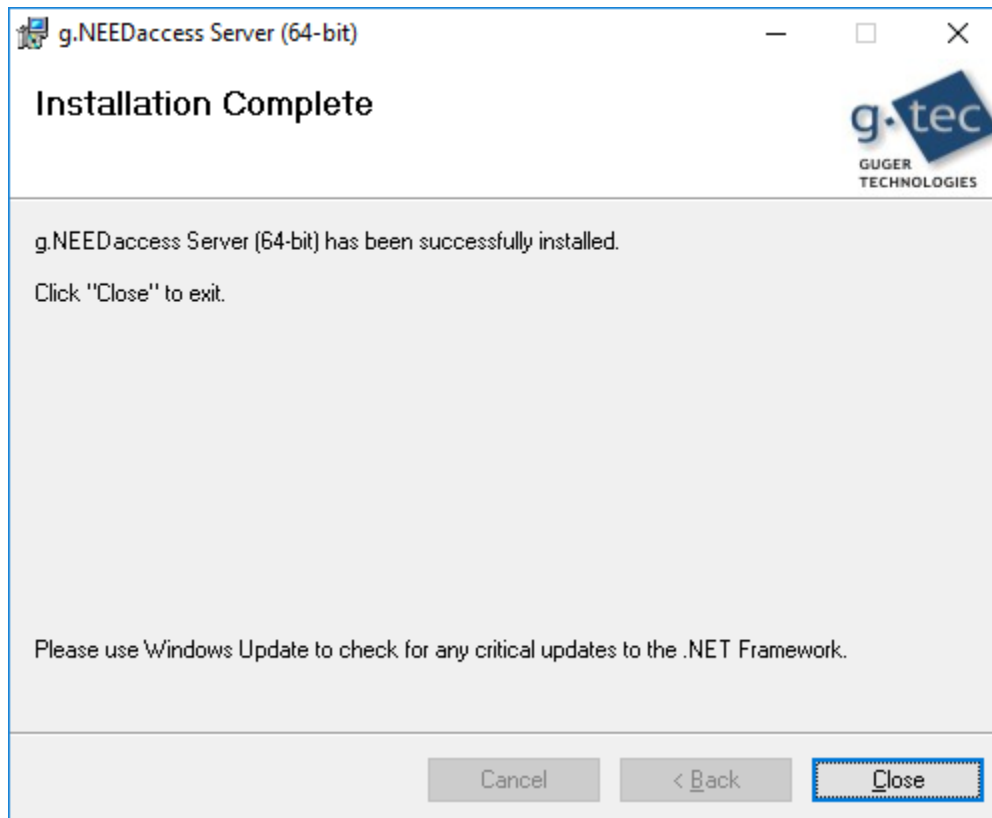 g.NEEDaccess Server (64-bit)
Installation Complete
g.tec
GUGER
TECHNOLOGIES
g.NEEDaccess Server (64-bit) has been successfully installed.
Click "Close" to exit.
Please use Windows Update to check for any critical updates to the .NET Framework.
Cancel
< Back
Close